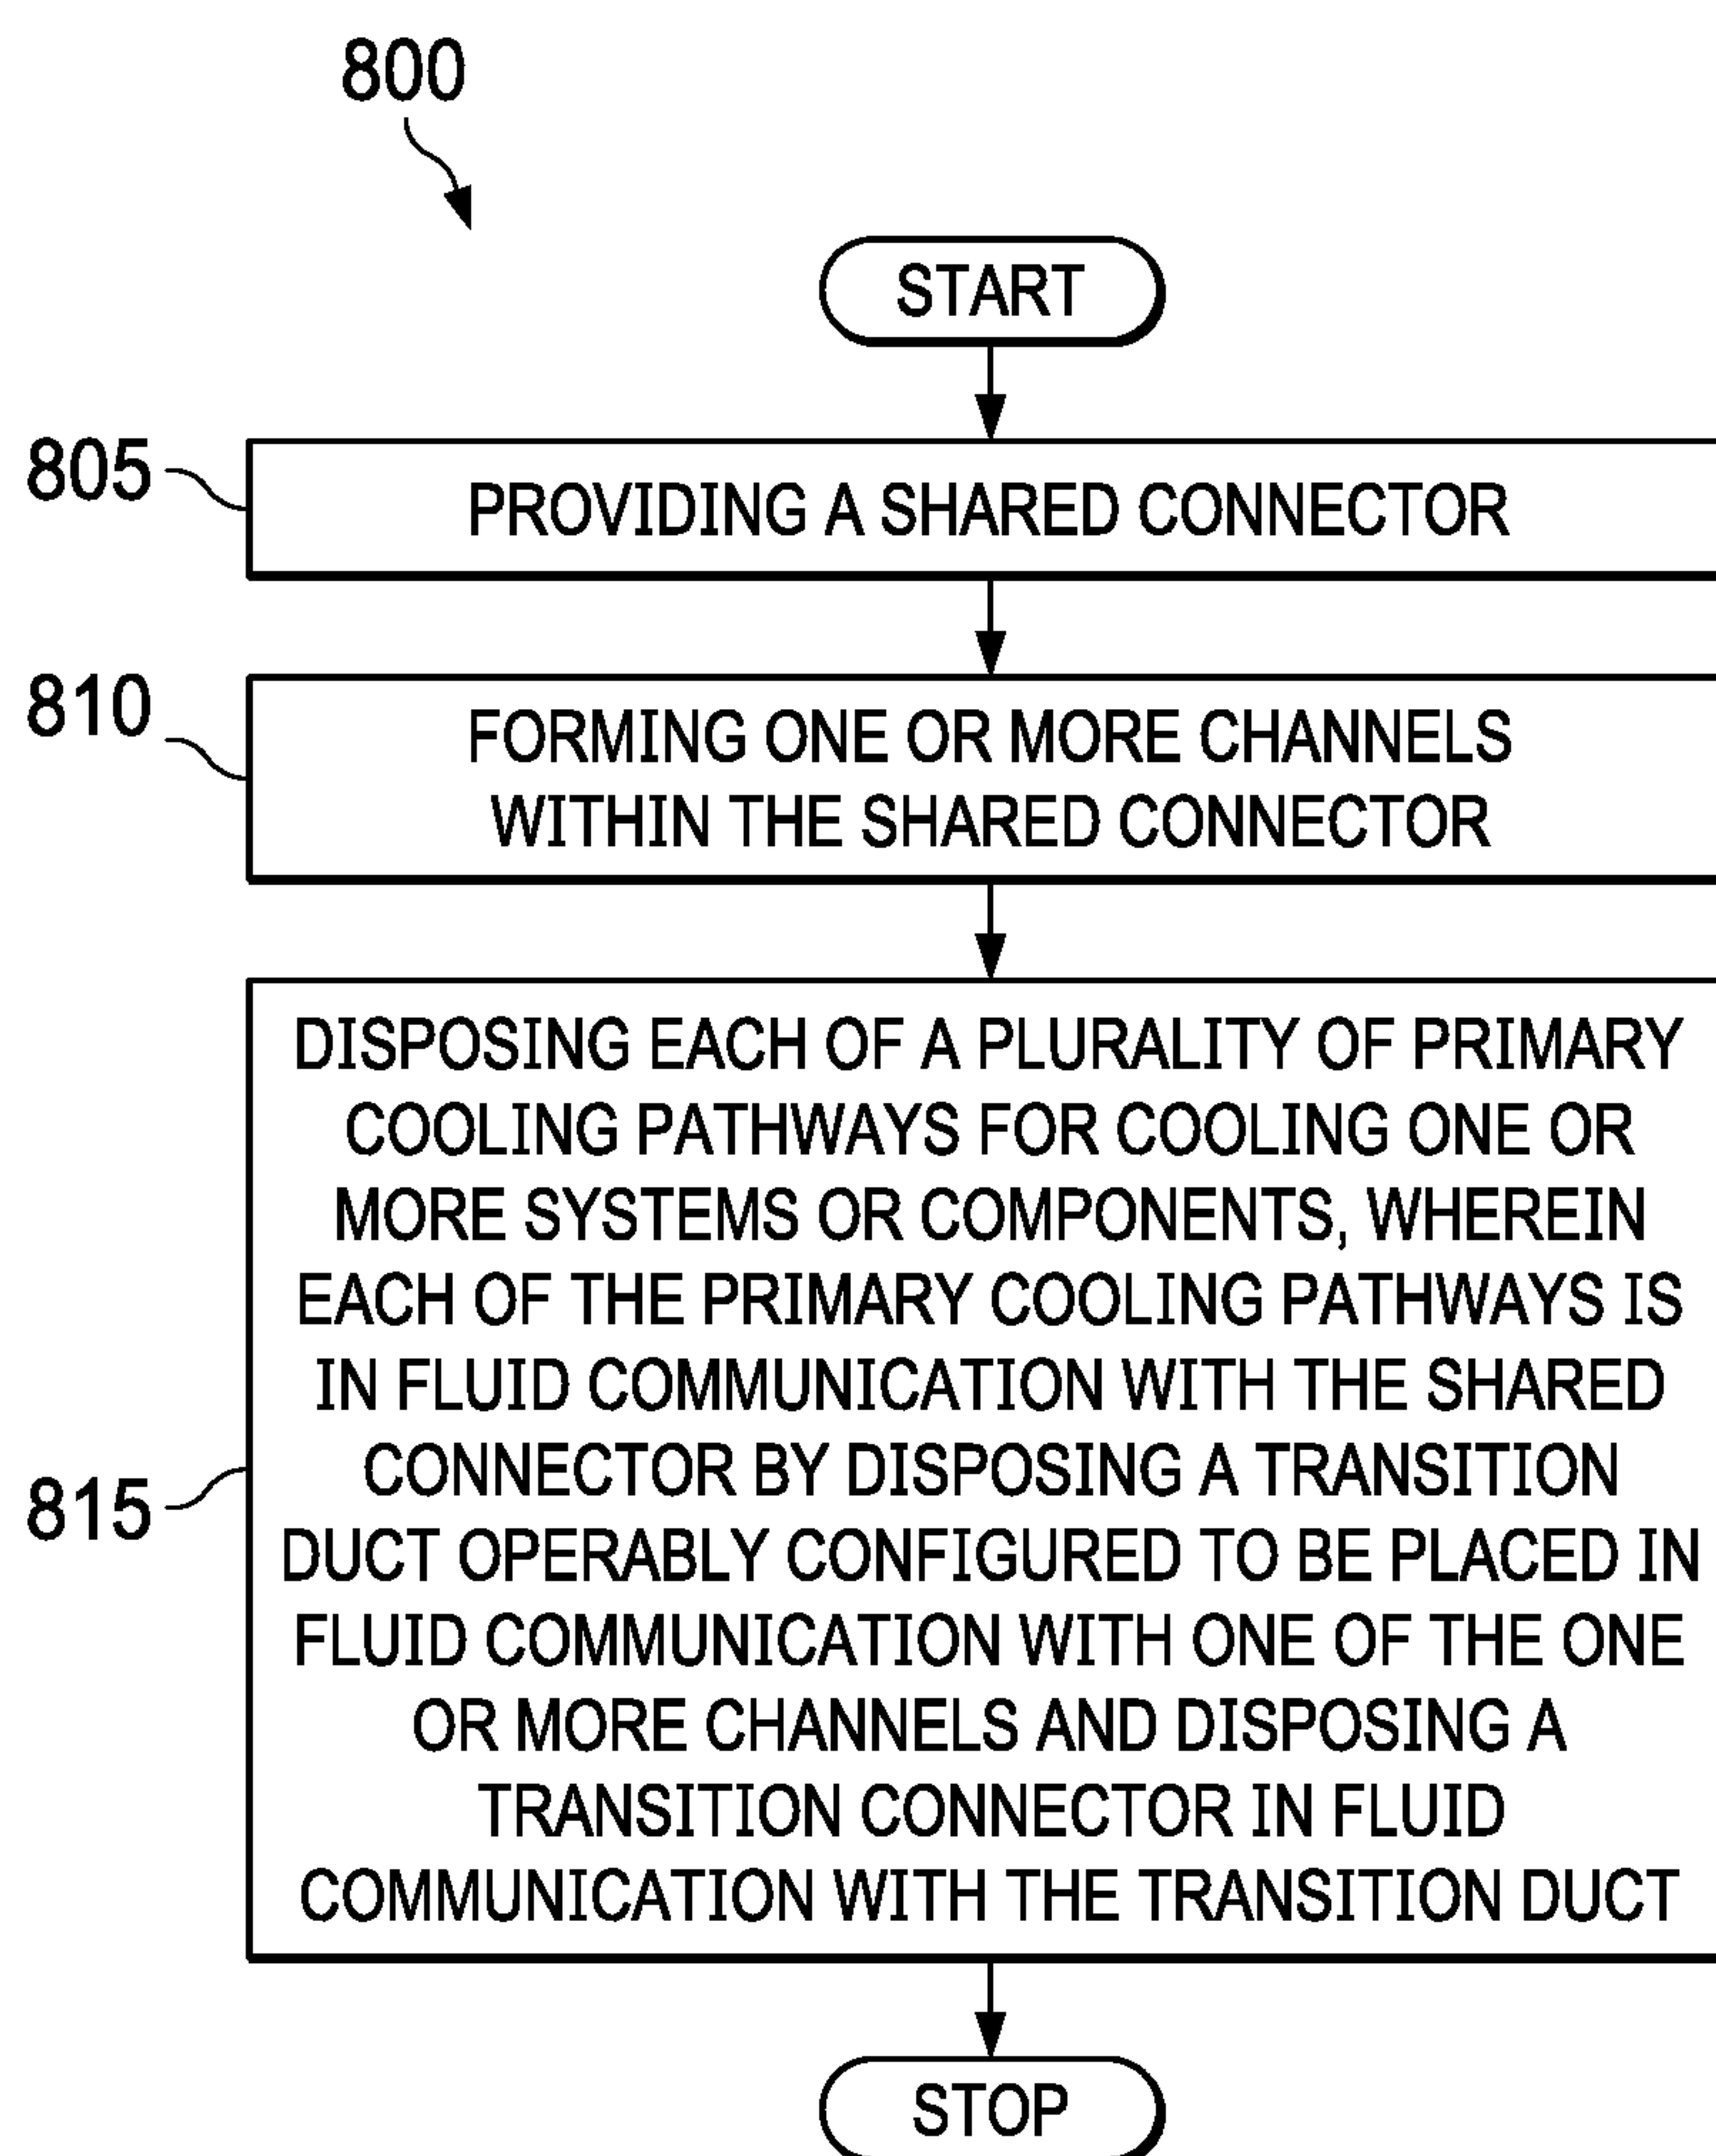 800
START
805
PROVIDING A SHARED CONNECTOR
810
FORMING ONE OR MORE CHANNELS
WITHIN THE SHARED CONNECTOR
815
DISPOSING EACH OF A PLURALITY OF PRIMARY
COOLING PATHWAYS FOR COOLING ONE OR
MORE SYSTEMS OR COMPONENTS, WHEREIN
EACH OF THE PRIMARY COOLING PATHWAYS IS
IN FLUID COMMUNICATION WITH THE SHARED
CONNECTOR BY DISPOSING A TRANSITION
DUCT OPERABLY CONFIGURED TO BE PLACED IN
FLUID COMMUNICATION WITH ONE OF THE ONE
OR MORE CHANNELS AND DISPOSING A
TRANSITION CONNECTOR IN FLUID
COMMUNICATION WITH THE TRANSITION DUCT
STOP